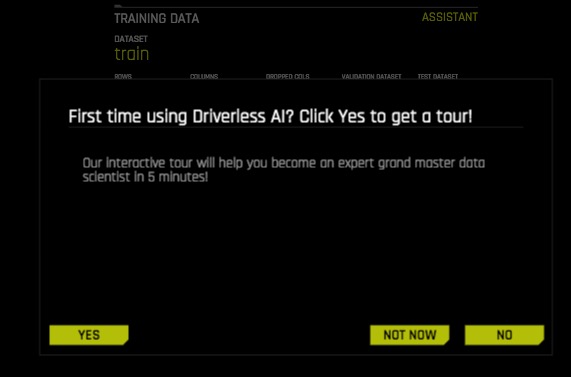 TRAINING DATA
ASSISTANT
DATASET
train
ROWS COLUMNS DROPPED COLS VALIDATION DATASET TEST DATASET
First time using Driverless AI? Click Yes to get a tour!
Our interactive tour will help you become an expert grand master data
scientist in 5 minutes!
YES NOT NOW NO